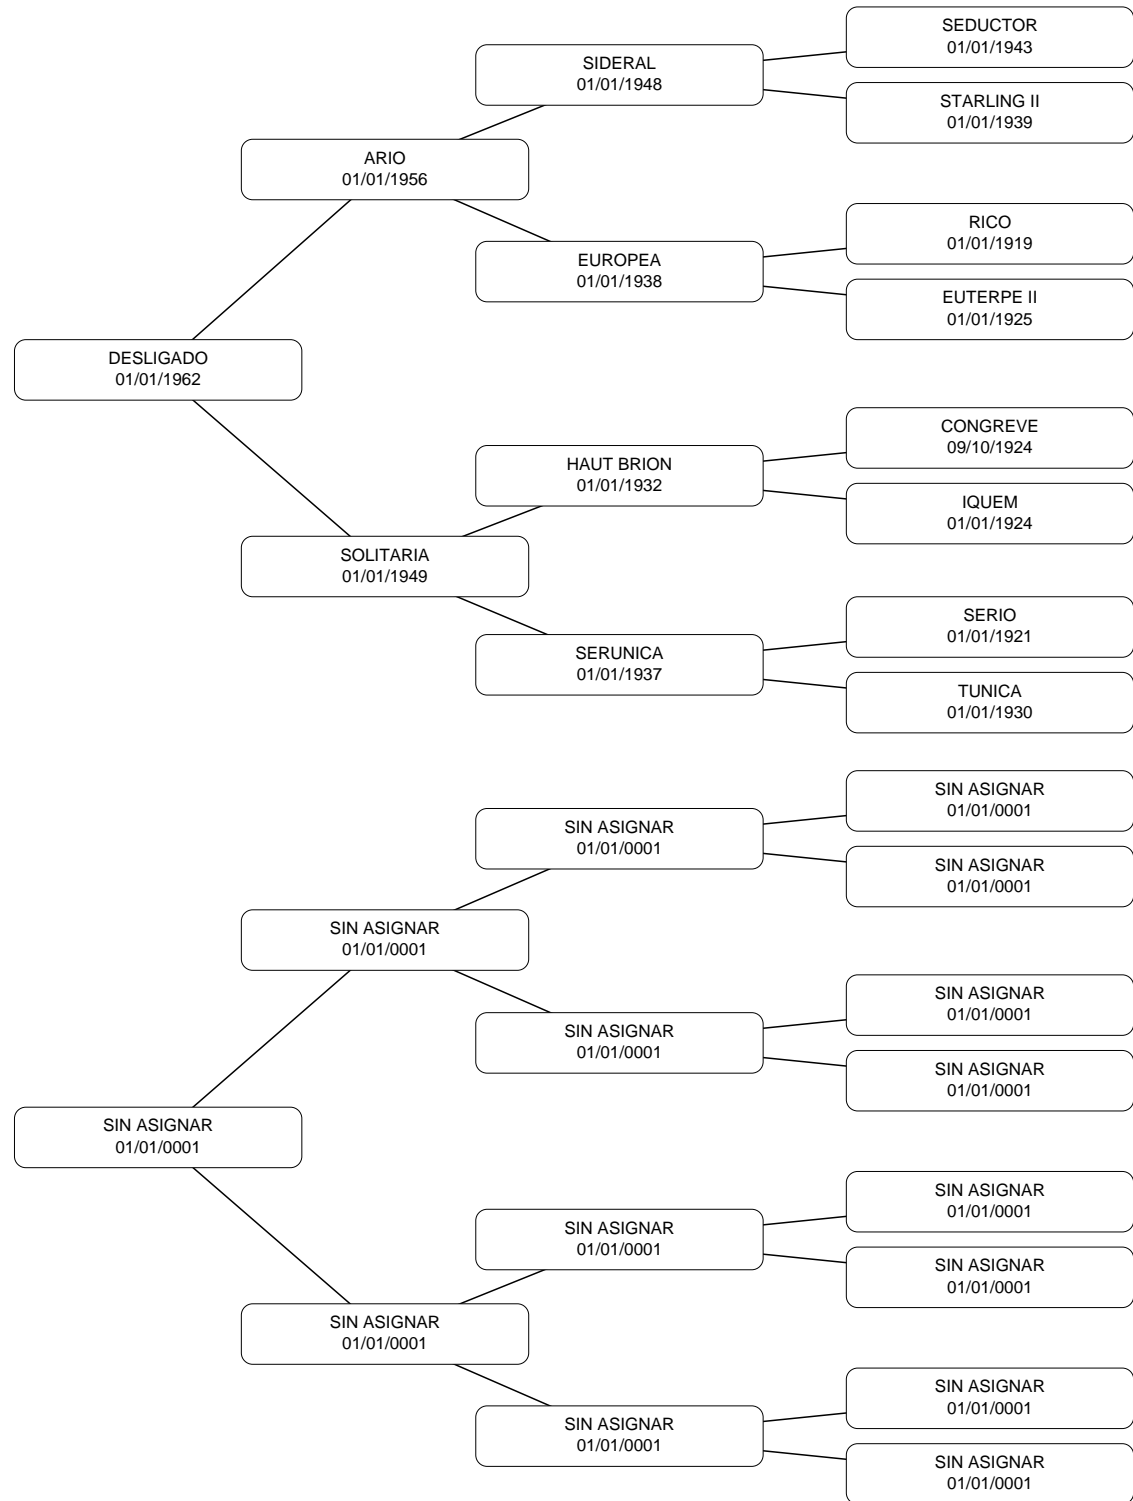 SEDUCTOR
01/01/1943
SIDERAL
01/01/1948
STARLING II
01/01/1939
ARIO
01/01/1956
RICO
01/01/1919
EUROPEA
01/01/1938
EUTERPE II
01/01/1925
DESLIGADO
01/01/1962
CONGREVE
09/10/1924
HAUT BRION
01/01/1932
IQUEM
01/01/1924
SOLITARIA
01/01/1949
SERIO
01/01/1921
SERUNICA
01/01/1937
TUNICA
01/01/1930
SIN ASIGNAR
01/01/0001
SIN ASIGNAR
01/01/0001
SIN ASIGNAR
01/01/0001
SIN ASIGNAR
01/01/0001
SIN ASIGNAR
01/01/0001
SIN ASIGNAR
01/01/0001
SIN ASIGNAR
01/01/0001
SIN ASIGNAR
01/01/0001
SIN ASIGNAR
01/01/0001
SIN ASIGNAR
01/01/0001
SIN ASIGNAR
01/01/0001
SIN ASIGNAR
01/01/0001
SIN ASIGNAR
01/01/0001
SIN ASIGNAR
01/01/0001
SIN ASIGNAR
01/01/0001